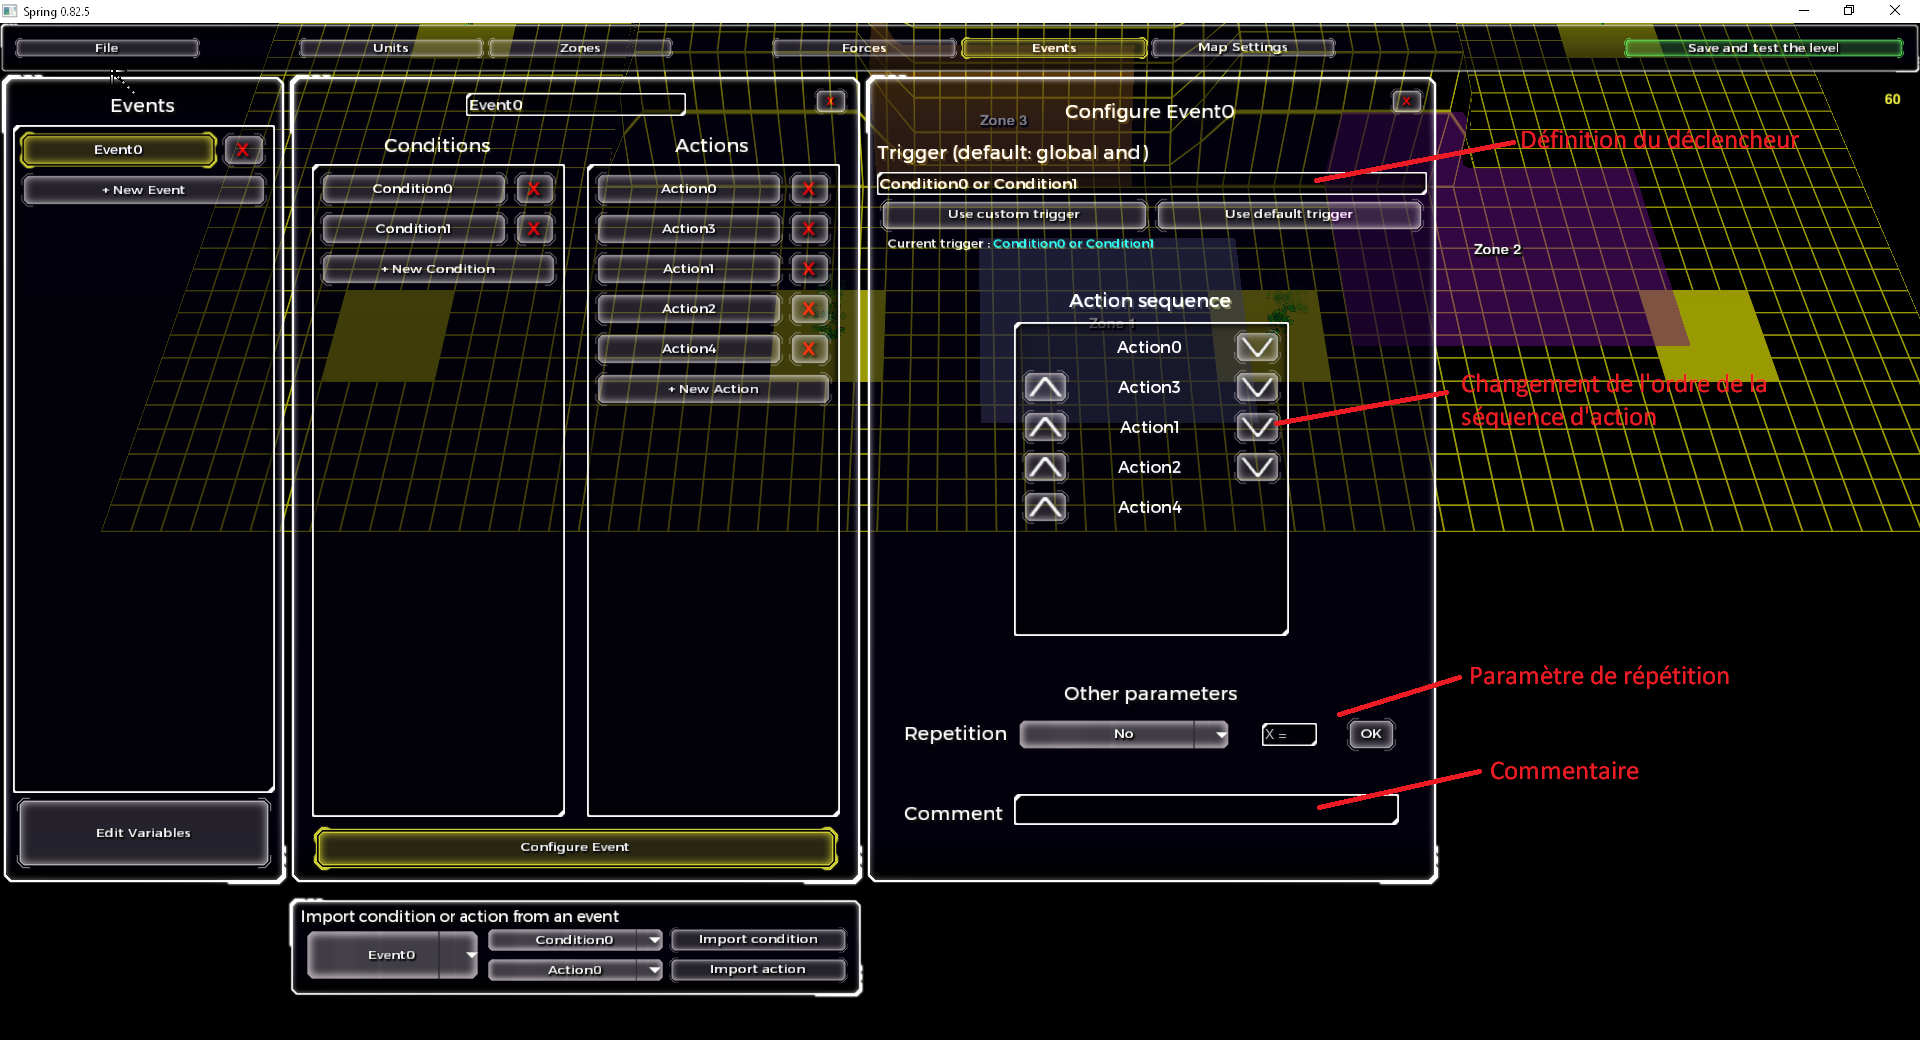 Spring 0.82.5
File
Units
Zones
Forces
Events
Map Settings
Save and test the level
60
Events
Event0
X
+ New Event
Edit Variables
Event0
x
Conditions
Condition0
X
Condition1
X
+ New Condition
Actions
Action0
X
Action3
X
Action1
X
Action2
X
Action4
X
+ New Action
Configure Event
Zone 3
Configure Event0
x
Trigger (default: global and)
Condition0 or Condition1
Use custom trigger
Use default trigger
Current trigger : Condition0 or Condition1
Action sequence
Zone 1
Action0
Action3
Action1
Action2
Action4
Other parameters
Repetition
No
X =
OK
Comment
Définition du déclencheur
Zone 2
Changement de l'ordre de la
séquence d'action
Paramètre de répétition
Commentaire
Import condition or action from an event
Event0
Condition0
Import condition
Action0
Import action